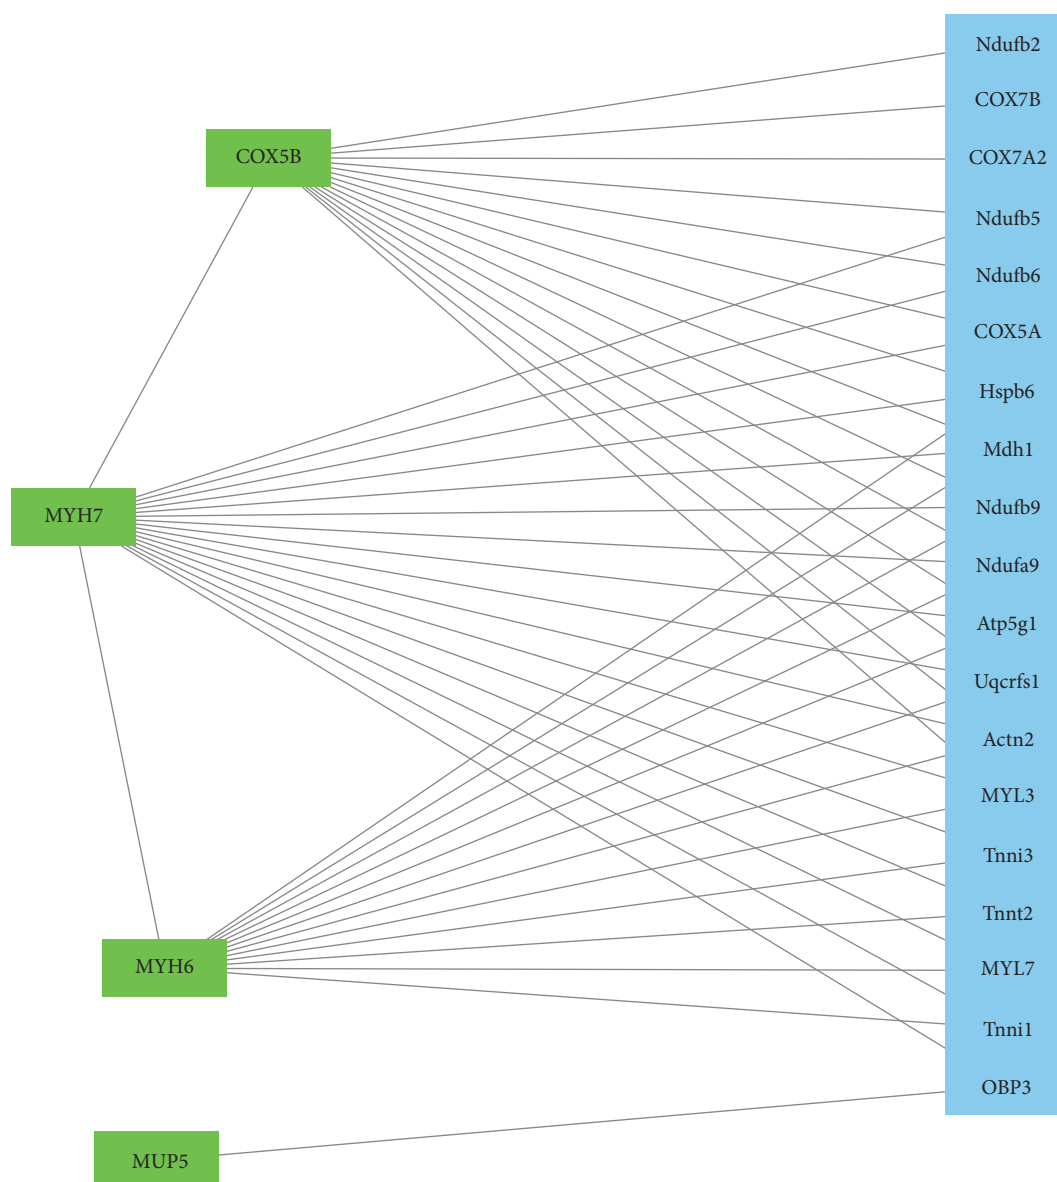 COX5B
MYH7
MYH6
MUP5
Ndufb2
COX7B
COX7A2
Ndufb5
Ndufb6
COX5A
Hspb6
Mdh1
Ndufb9
Ndufa9
Atp5g1
Uqcrfs1
Actn2
MYL3
Tnni3
Tnnt2
MYL7
Tnni1
OBP3